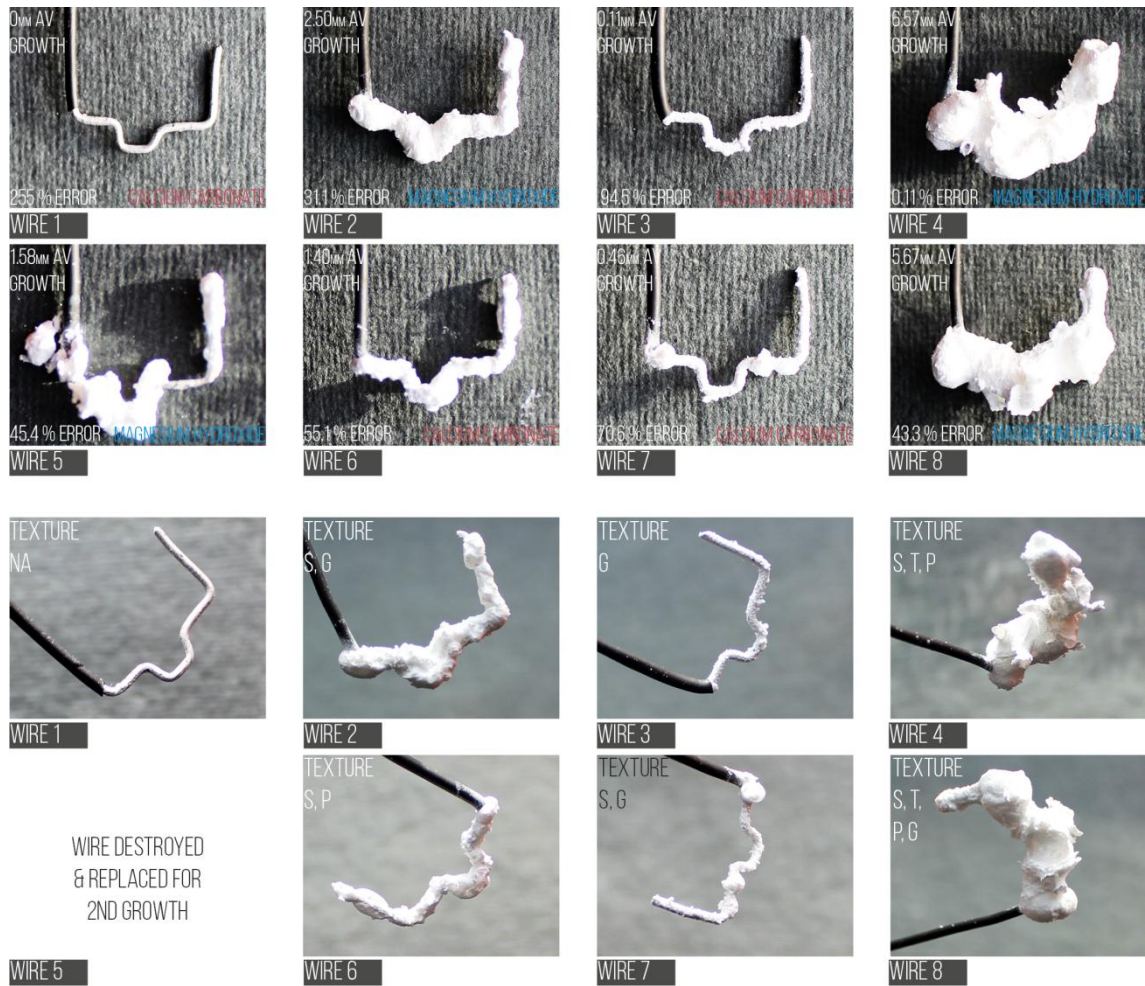 0MM AV
GROWTH
255 % ERROR CALCIUM CARBONATE
WIRE 1
2.50MM AV
GROWTH
31.1 % ERROR MAGNESIUM HYDROXIDE
WIRE 2
0.11MM AV
GROWTH
94.5 % ERROR CALCIUM CARBONATE
WIRE 3
6.57MM AV
GROWTH
0.11 % ERROR MAGNESIUM HYDROXIDE
WIRE 4
1.58MM AV
GROWTH
45.4 % ERROR MAGNESIUM HYDROXIDE
WIRE 5
1.40MM AV
GROWTH
55.1 % ERROR CALCIUM CARBONATE
WIRE 6
0.46MM AV
GROWTH
70.6 % ERROR CALCIUM CARBONATE
WIRE 7
5.67MM AV
GROWTH
43.3 % ERROR MAGNESIUM HYDROXIDE
WIRE 8
TEXTURE
NA
WIRE 1
TEXTURE
S, G
WIRE 2
TEXTURE
G
WIRE 3
TEXTURE
S, T, P
WIRE 4
WIRE DESTROYED
& REPLACED FOR
2ND GROWTH
WIRE 5
TEXTURE
S, P
WIRE 6
TEXTURE
S, G
WIRE 7
TEXTURE
S, T,
P, G
WIRE 8